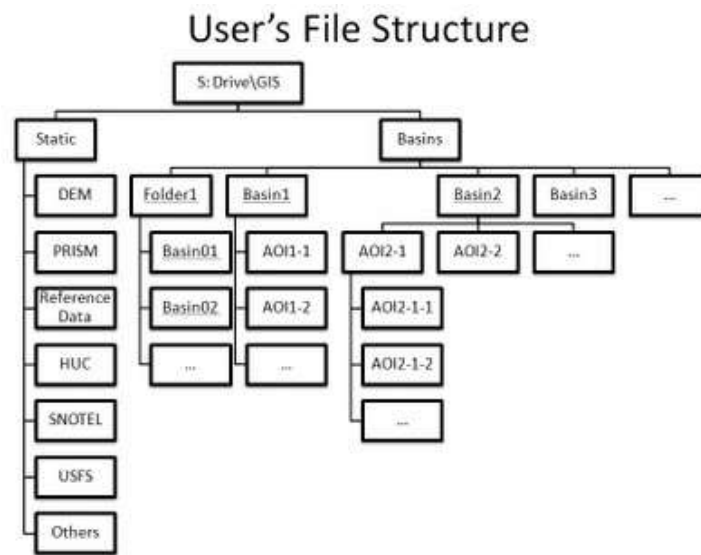 User's File Structure
S:Drive\GIS
Static
Basins
DEM
Folder1
Basin1
Basin2
Basin3
...
PRISM
Basin01
AOI1-1
AOI2-1
AOI2-2
...
Reference
Data
Basin02
AOI1-2
AOI2-1-1
HUC
...
...
AOI2-1-2
SNOTEL
...
USFS
Others